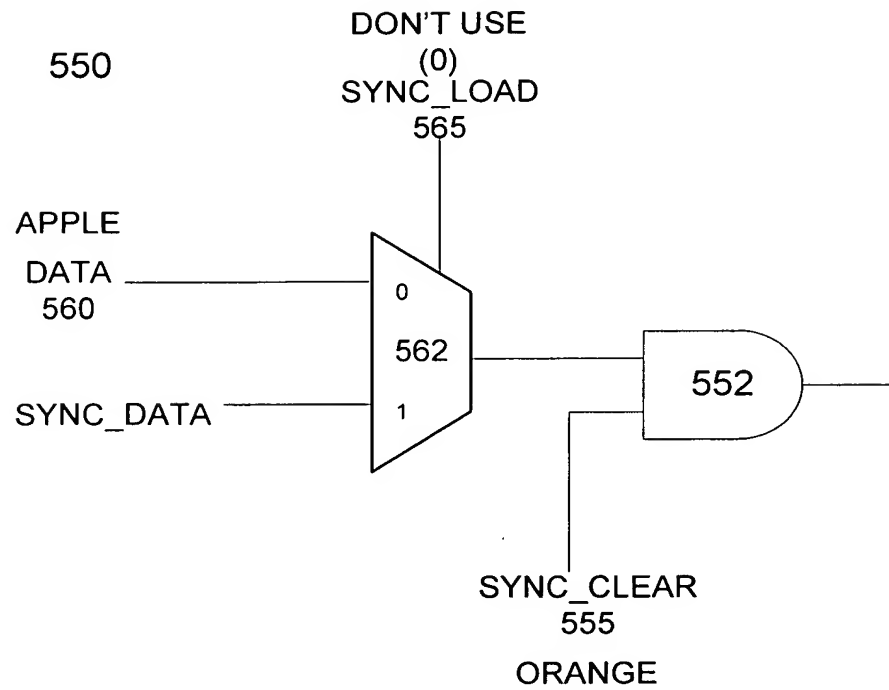 550
DON'T USE
(0)
SYNC_LOAD
565
APPLE
DATA
560
0
562
1
SYNC_DATA
552
SYNC_CLEAR
555
ORANGE